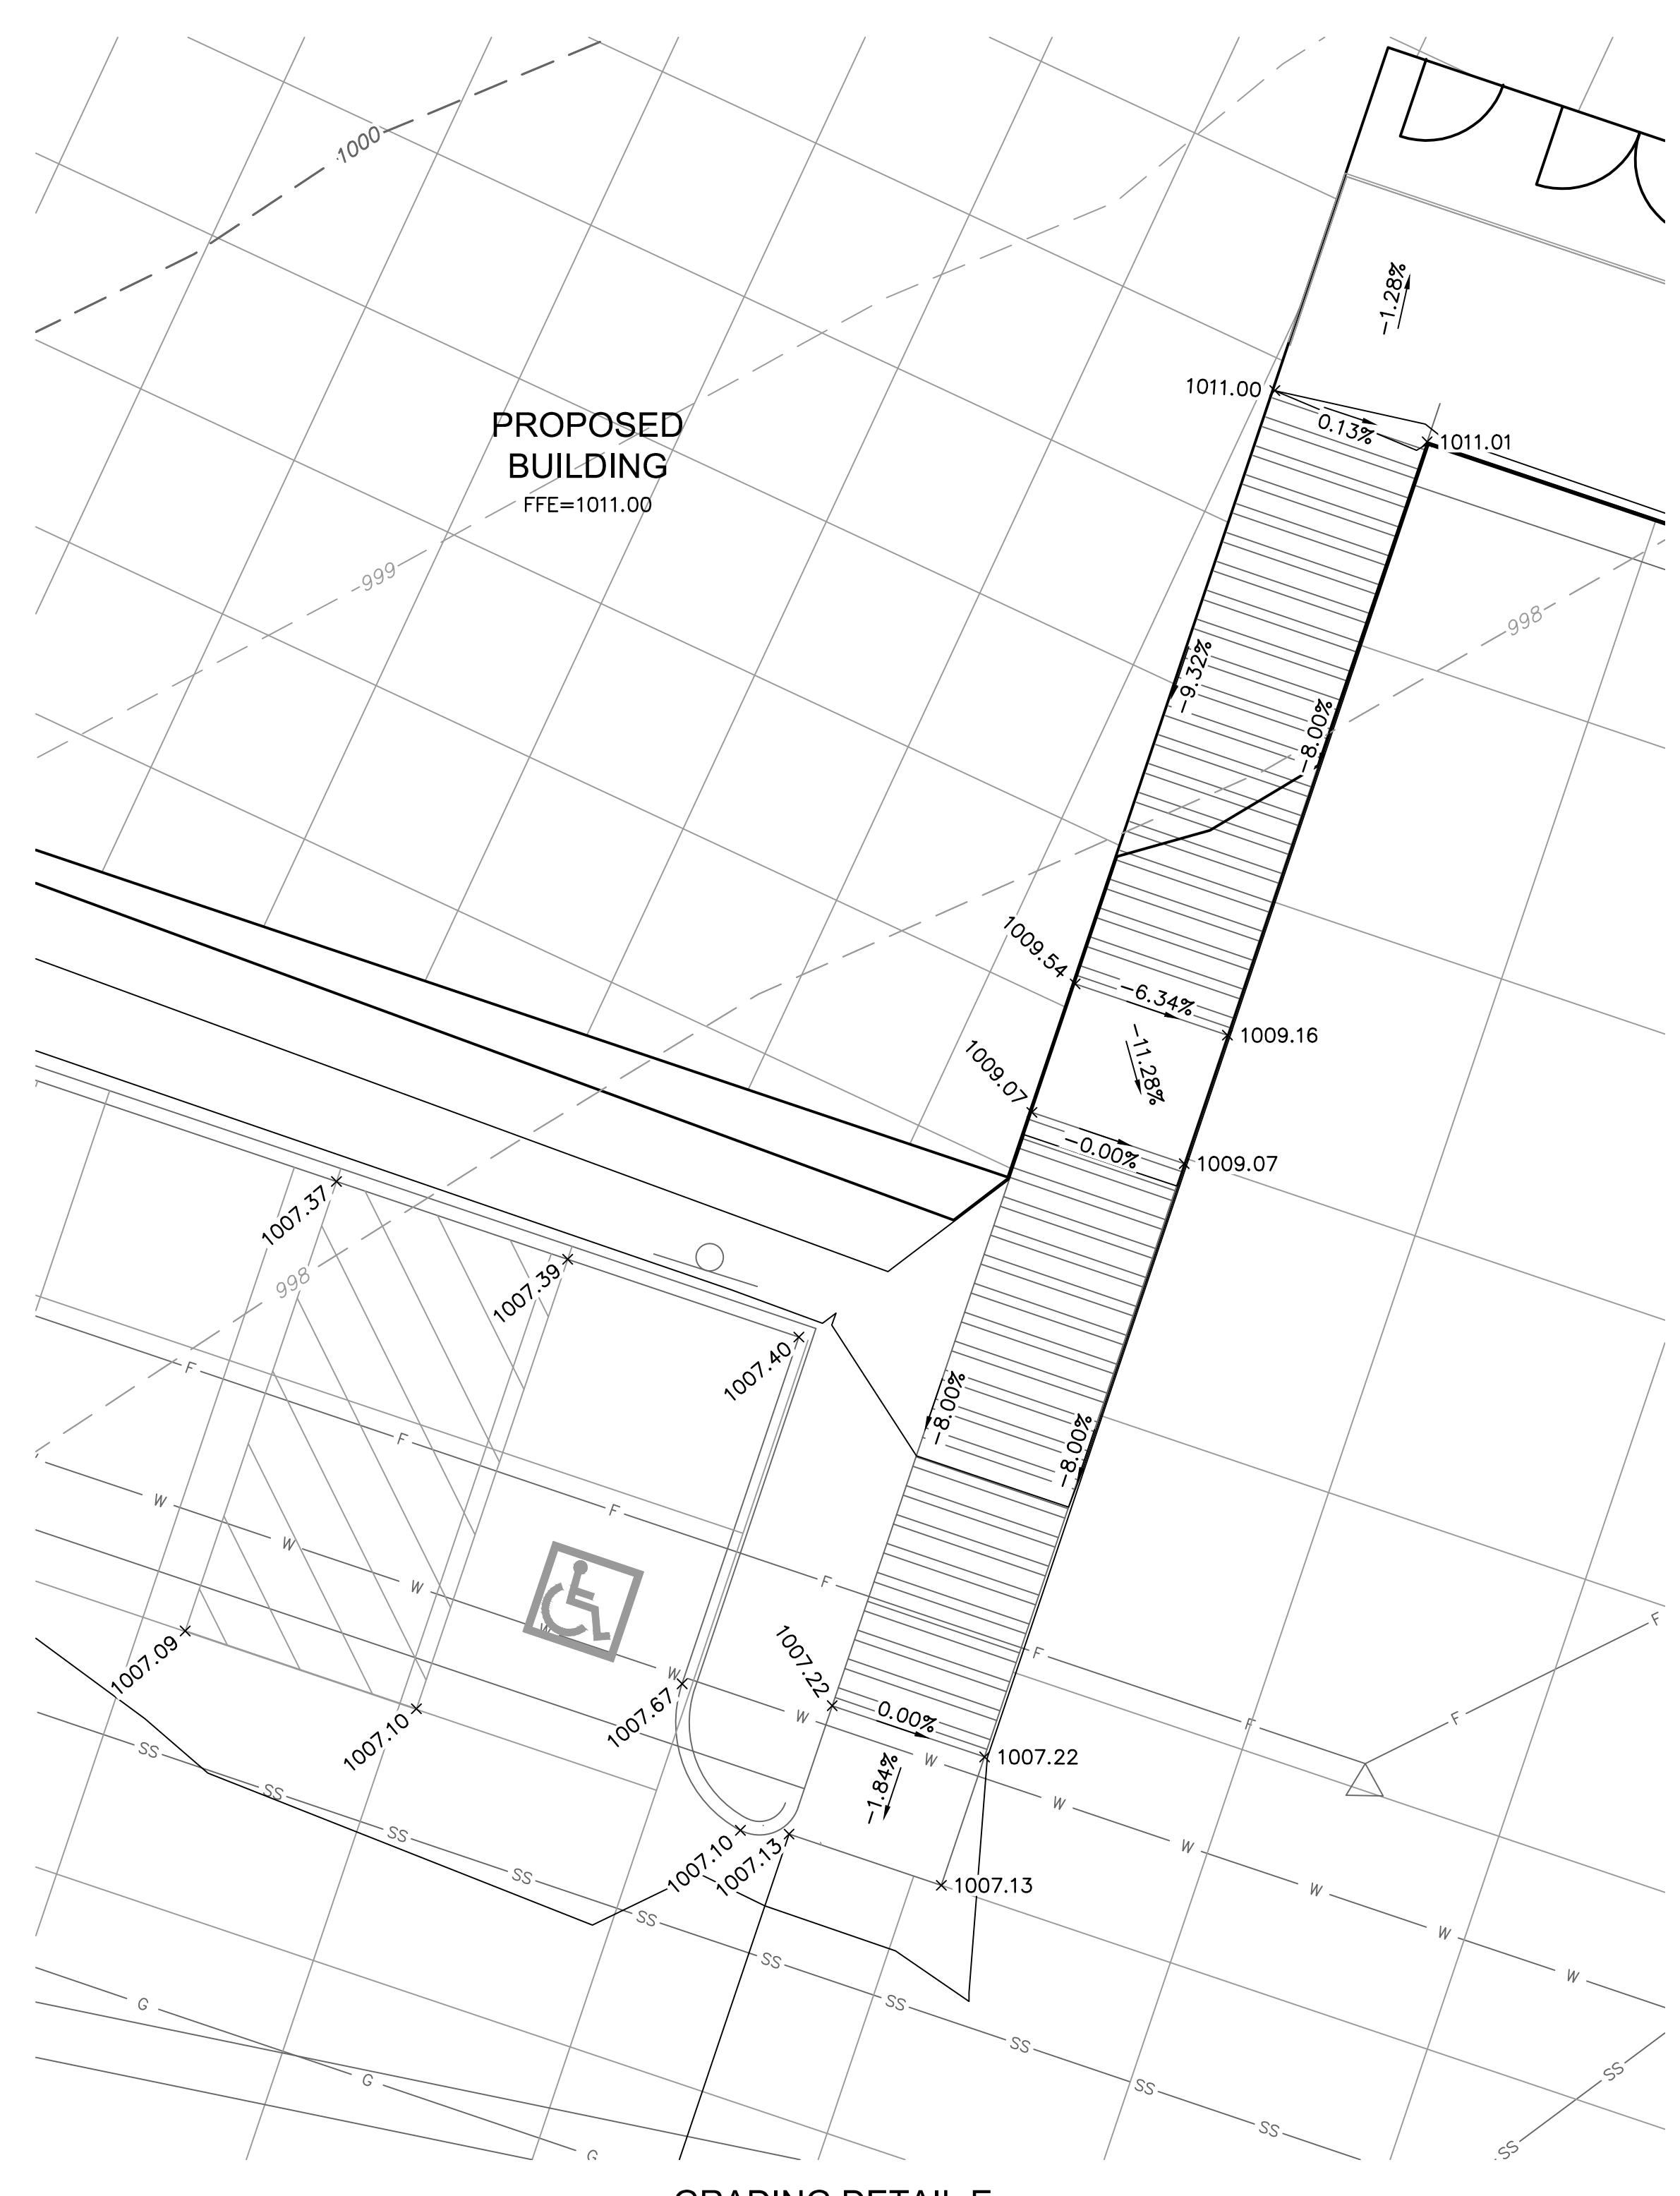 1000
-1.28%
1011.00
0.13%
1011.01
PROPOSED
BUILDING
FFE=1011.00
999
998
-9.32%
-8.00%
1009.54
-6.34%
1009.16
-11.28%
1009.07
-0.00%
1009.07
1007.37
1007.39
998
1007.40
F
-8.00%
-8.00%
F
W
F
W
F
W
F
W
F
W
1007.09
1007.67
1007.22
0.00%
W
1007.10
W
1007.22
F
F
SS
-1.84%
W
SS
SS
1007.10
1007.13
W
SS
1007.13
W
SS
W
SS
W
G
SS
SS
G
SS
SS
SS
G
SS